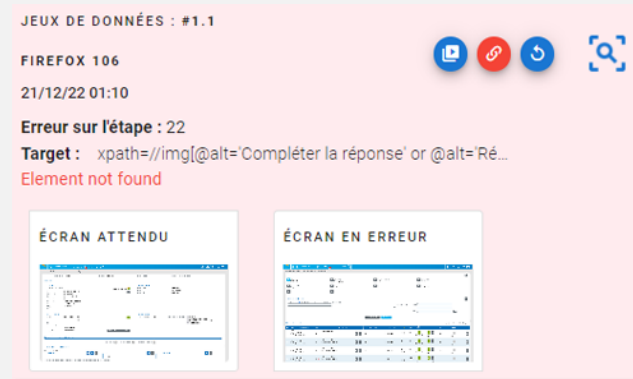 JEUX DE DONNÉES : #1.1
FIREFOX 106
21/12/22 01:10
Erreur sur l'étape : 22
Target : xpath=//img[@alt='Compléter la réponse' or @alt='Ré...
Element not found
ÉCRAN ATTENDU
ÉCRAN EN ERREUR